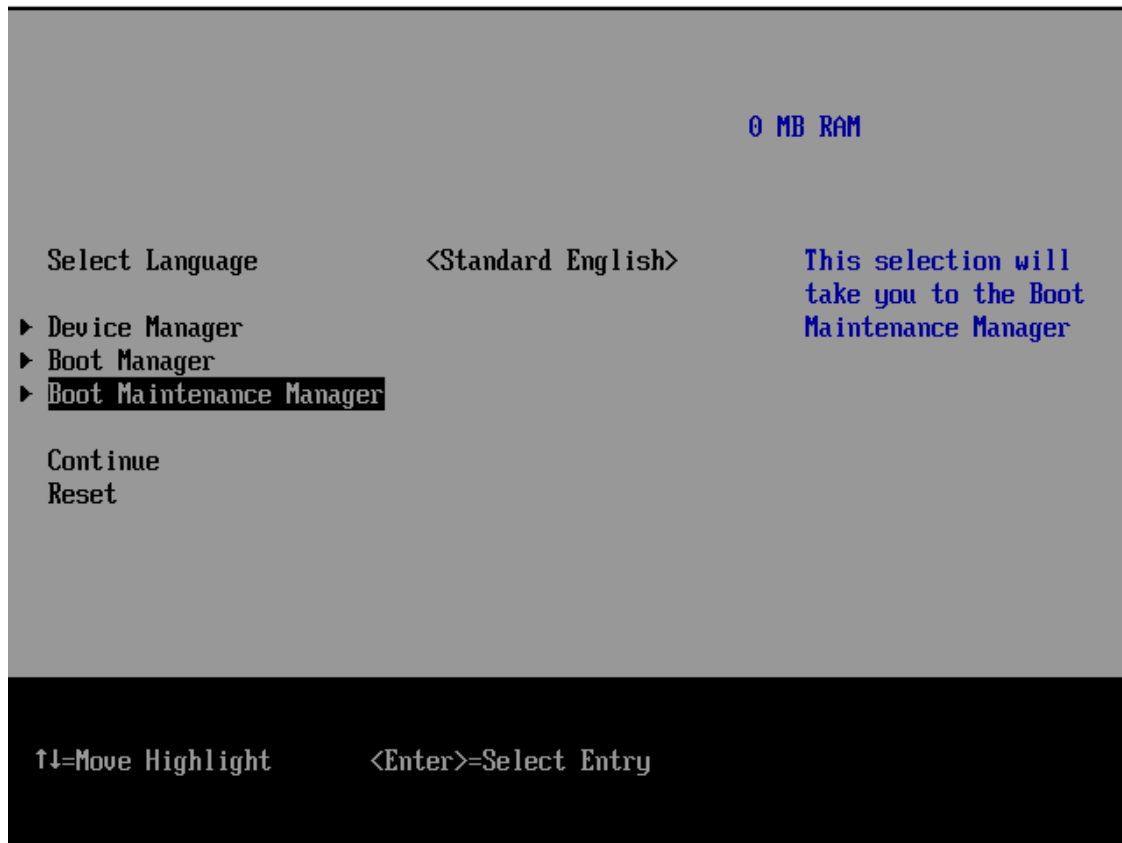 0 MB RAM
Select Language <Standard English> This selection will
take you to the Boot
▶ Device Manager Maintenance Manager
▶ Boot Manager
▶ Boot Maintenance Manager
Continue
Reset
↑↓=Move Highlight <Enter>=Select Entry